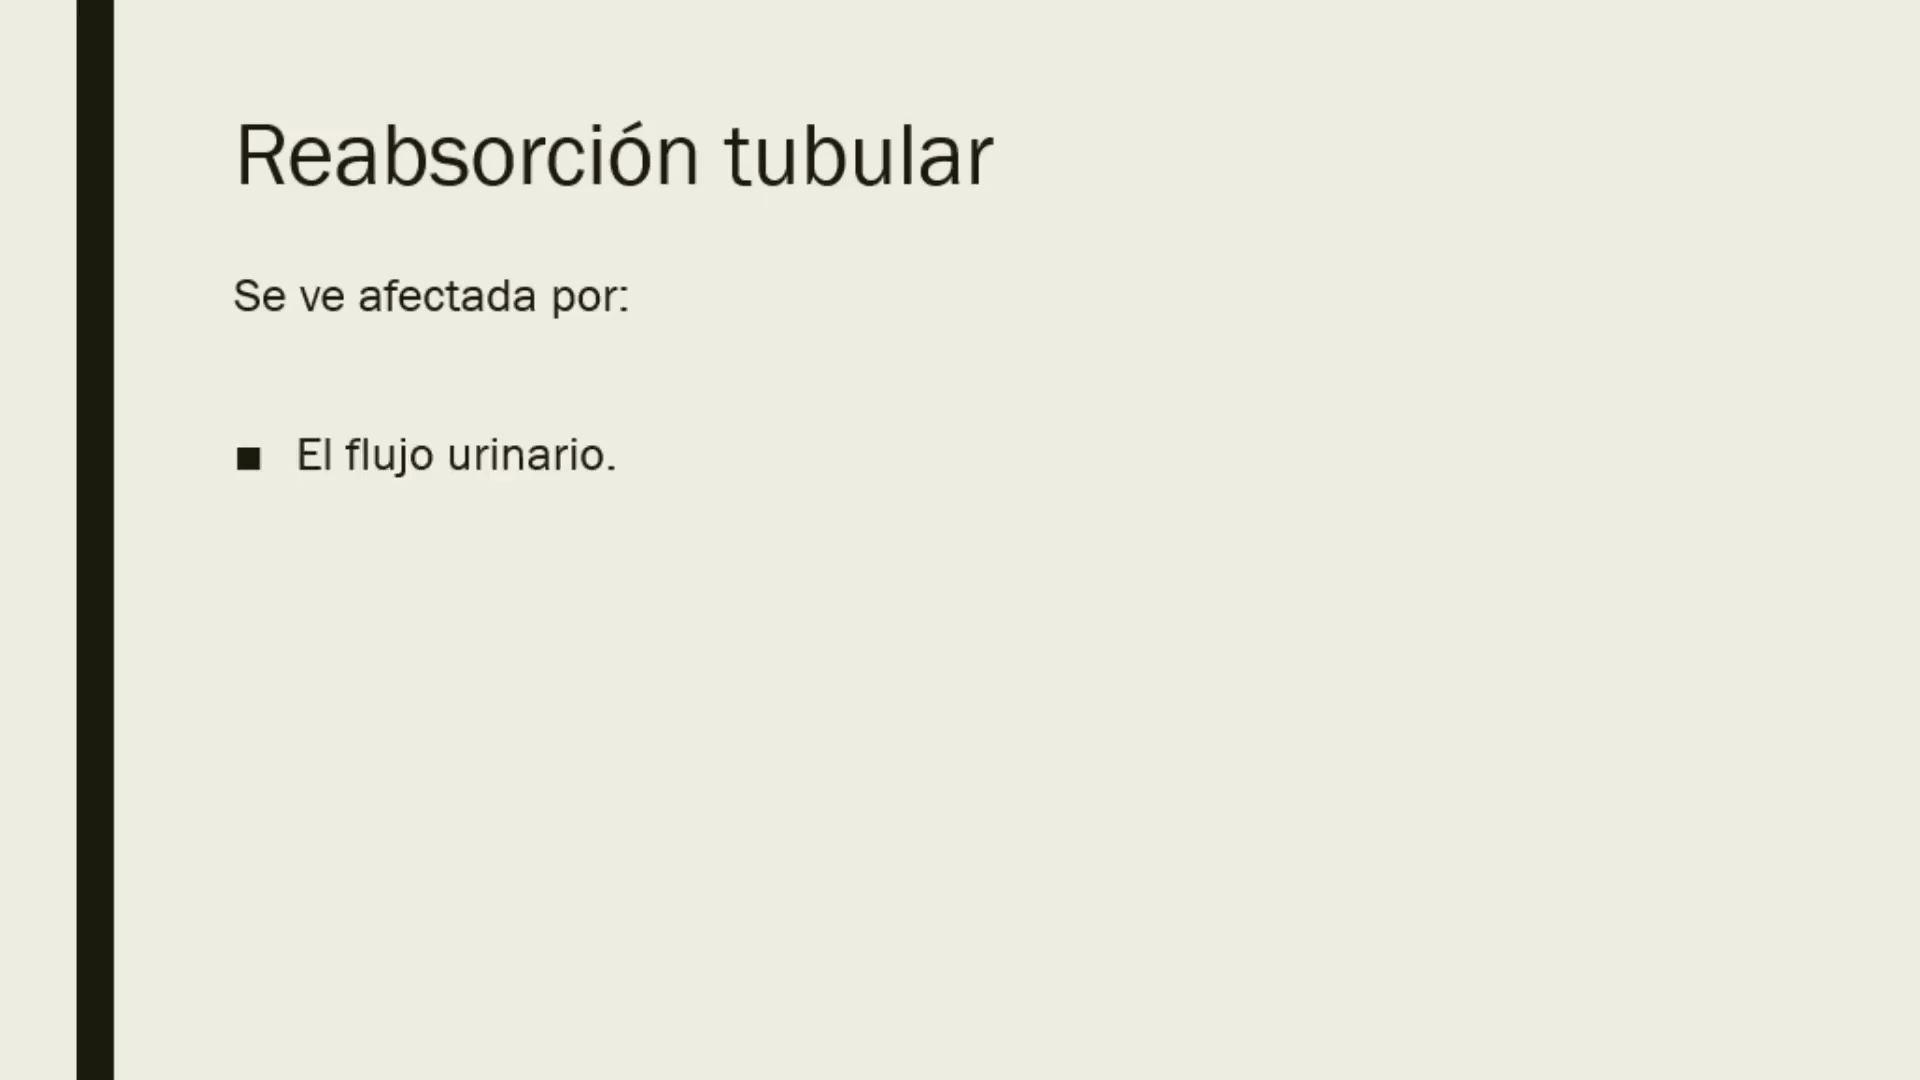 Reabsorción tubular
Se ve afectada por:
■ El flujo urinario.